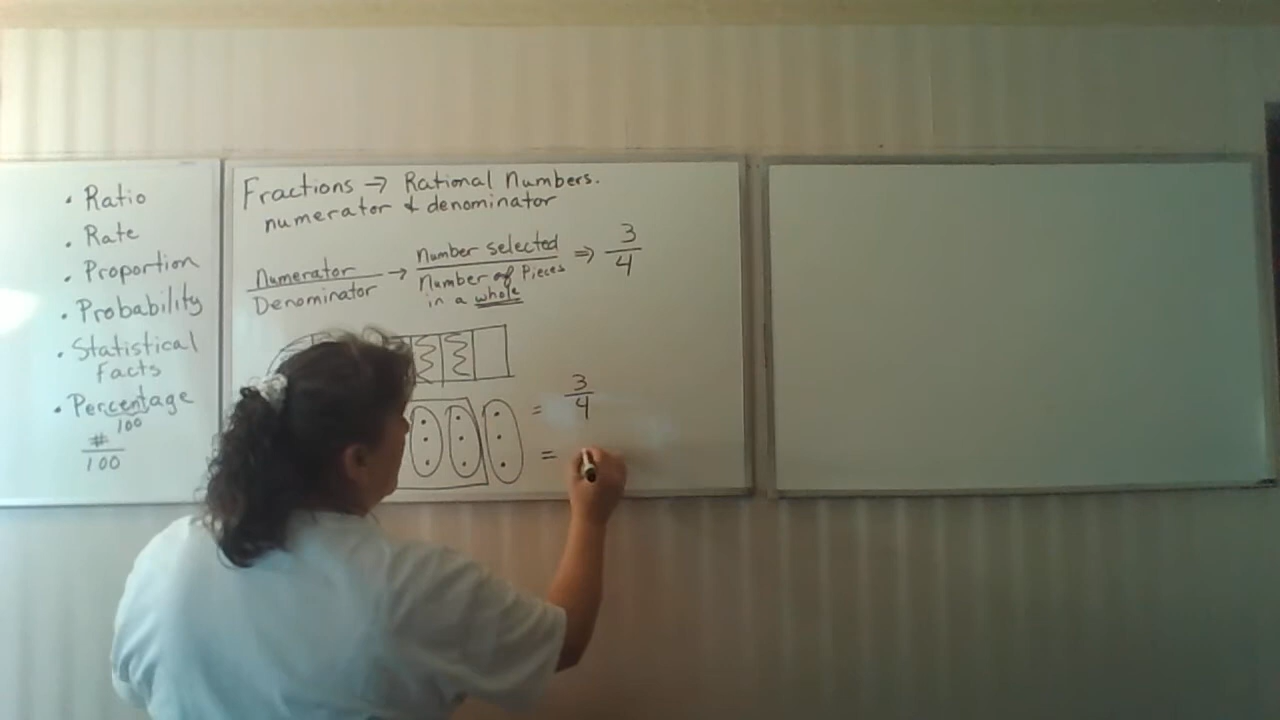 • Ratio
• Rate
• Proportion
• Probability
• Statistical
Facts
• Percentage
100
#
100
Fractions → Rational Numbers.
numerator & denominator
Numerator → Number selected ⇒ 3
Denominator Number of Pieces 4
in a whole
= 3
4
=